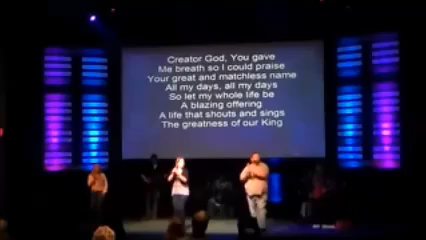 Creator God, You gave
Me breath so I could praise
Your great and matchless name
All my days, all my days
So let my whole life be
A blazing offering
A life that shouts and sings
The greatness of our King